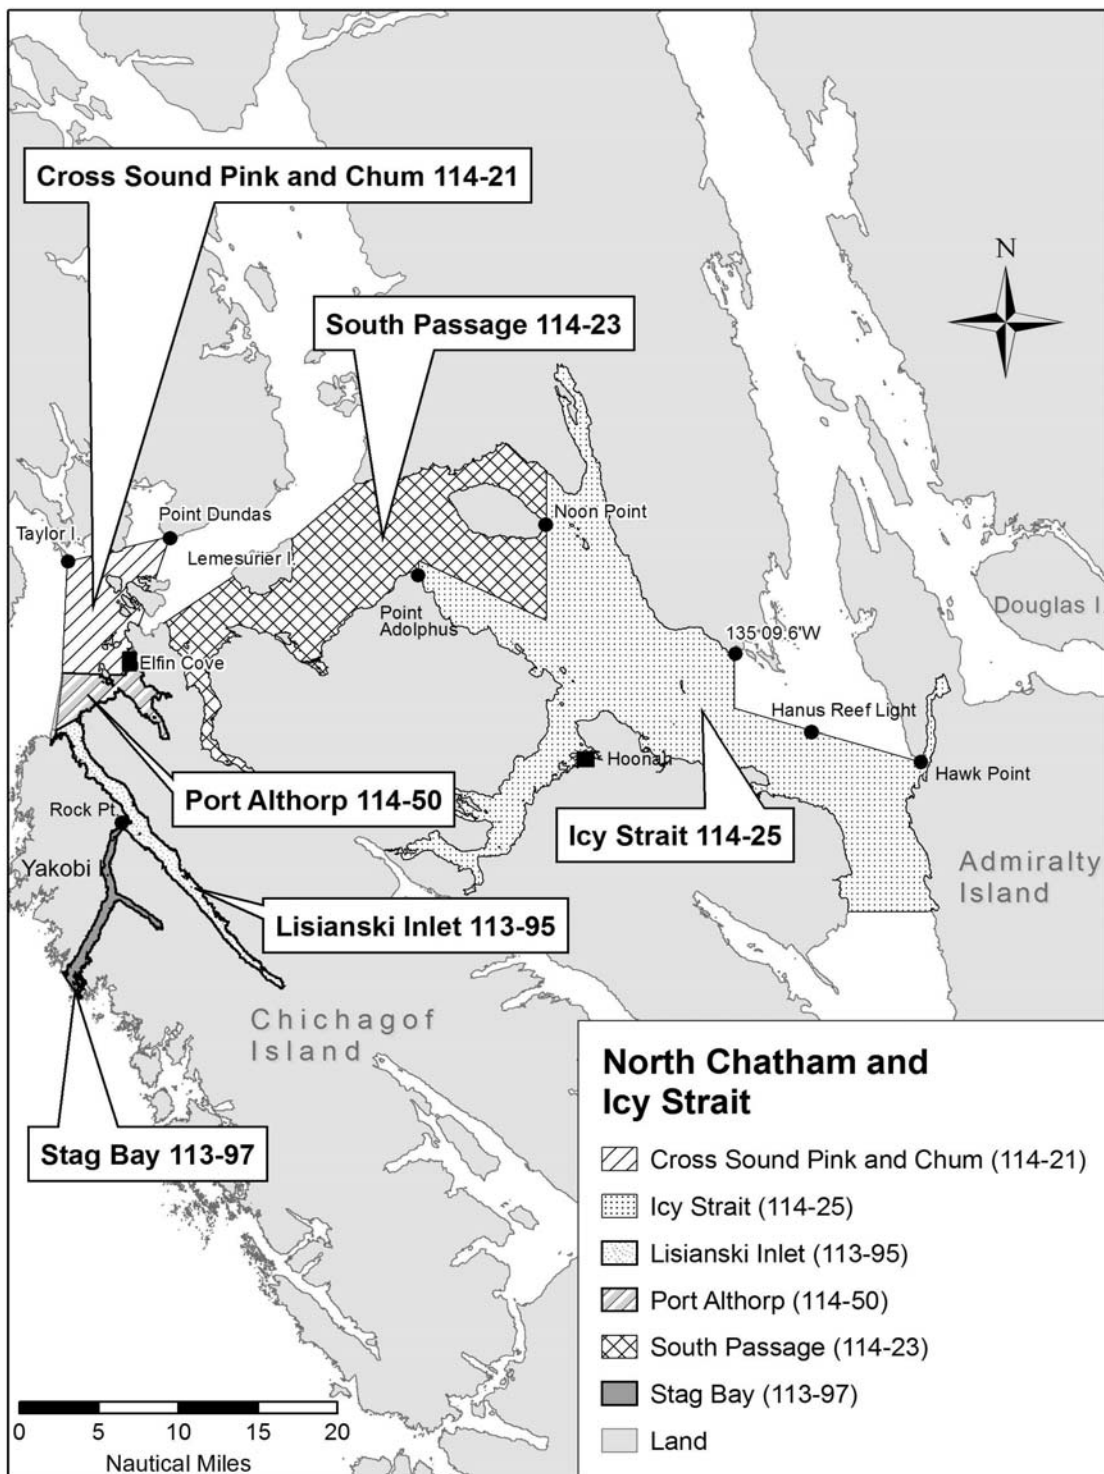 Cross Sound Pink and Chum 114-21
N
South Passage 114-23
Point Dundas
Noon Point
Taylor I.
Lemesurier I.
Point
Adolphus
Douglas I.
135·09.6'W
Elfin Cove
Hanus Reef Light
Hoonah
Hawk Point
Port Althorp 114-50
Rock Pt.
Icy Strait 114-25
Yakobi I.
Admiralty
Island
Lisianski Inlet 113-95
Chichagof
Island
Stag Bay 113-97
North Chatham and
Icy Strait
Cross Sound Pink and Chum (114-21)
Icy Strait (114-25)
Lisianski Inlet (113-95)
Port Althorp (114-50)
South Passage (114-23)
Stag Bay (113-97)
Land
0 5 10 15 20
Nautical Miles